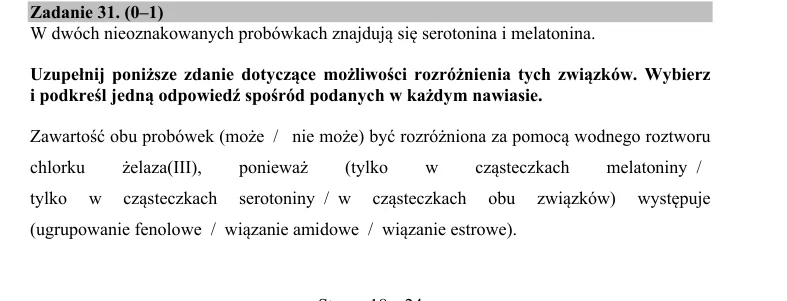 Zadanie 31. (0–1)
W dwóch nieoznakowanych probówkach znajdują się serotonina i melatonina.
Uzupełnij poniższe zdanie dotyczące możliwości rozróżnienia tych związków. Wybierz
i podkreśl jedną odpowiedź spośród podanych w każdym nawiasie.
Zawartość obu probówek (może / nie może) być rozróżniona za pomocą wodnego roztworu
chlorku żelaza(III), ponieważ (tylko w cząsteczkach melatoniny /
tylko w cząsteczkach serotoniny / w cząsteczkach obu związków) występuje
(ugrupowanie fenolowe / wiązanie amidowe / wiązanie estrowe).